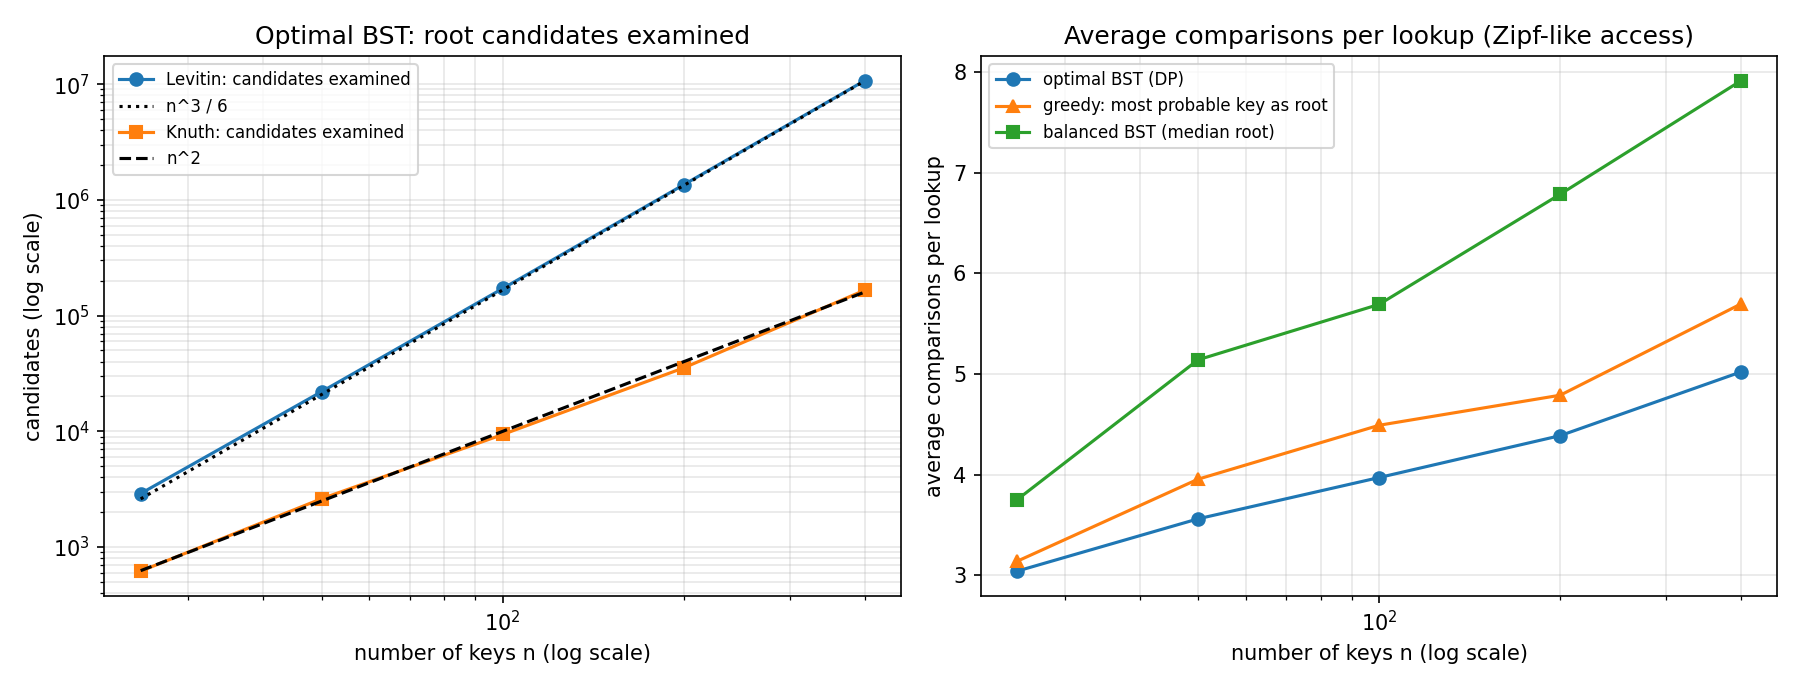 Optimal BST: root candidates examined
Levitin: candidates examined
n^3 / 6
Knuth: candidates examined
n^2
candidates (log scale)
10^7
10^6
10^5
10^4
10^3
10^2
number of keys n (log scale)
Average comparisons per lookup (Zipf-like access)
optimal BST (DP)
greedy: most probable key as root
balanced BST (median root)
average comparisons per lookup
8
7
6
5
4
3
10^2
number of keys n (log scale)